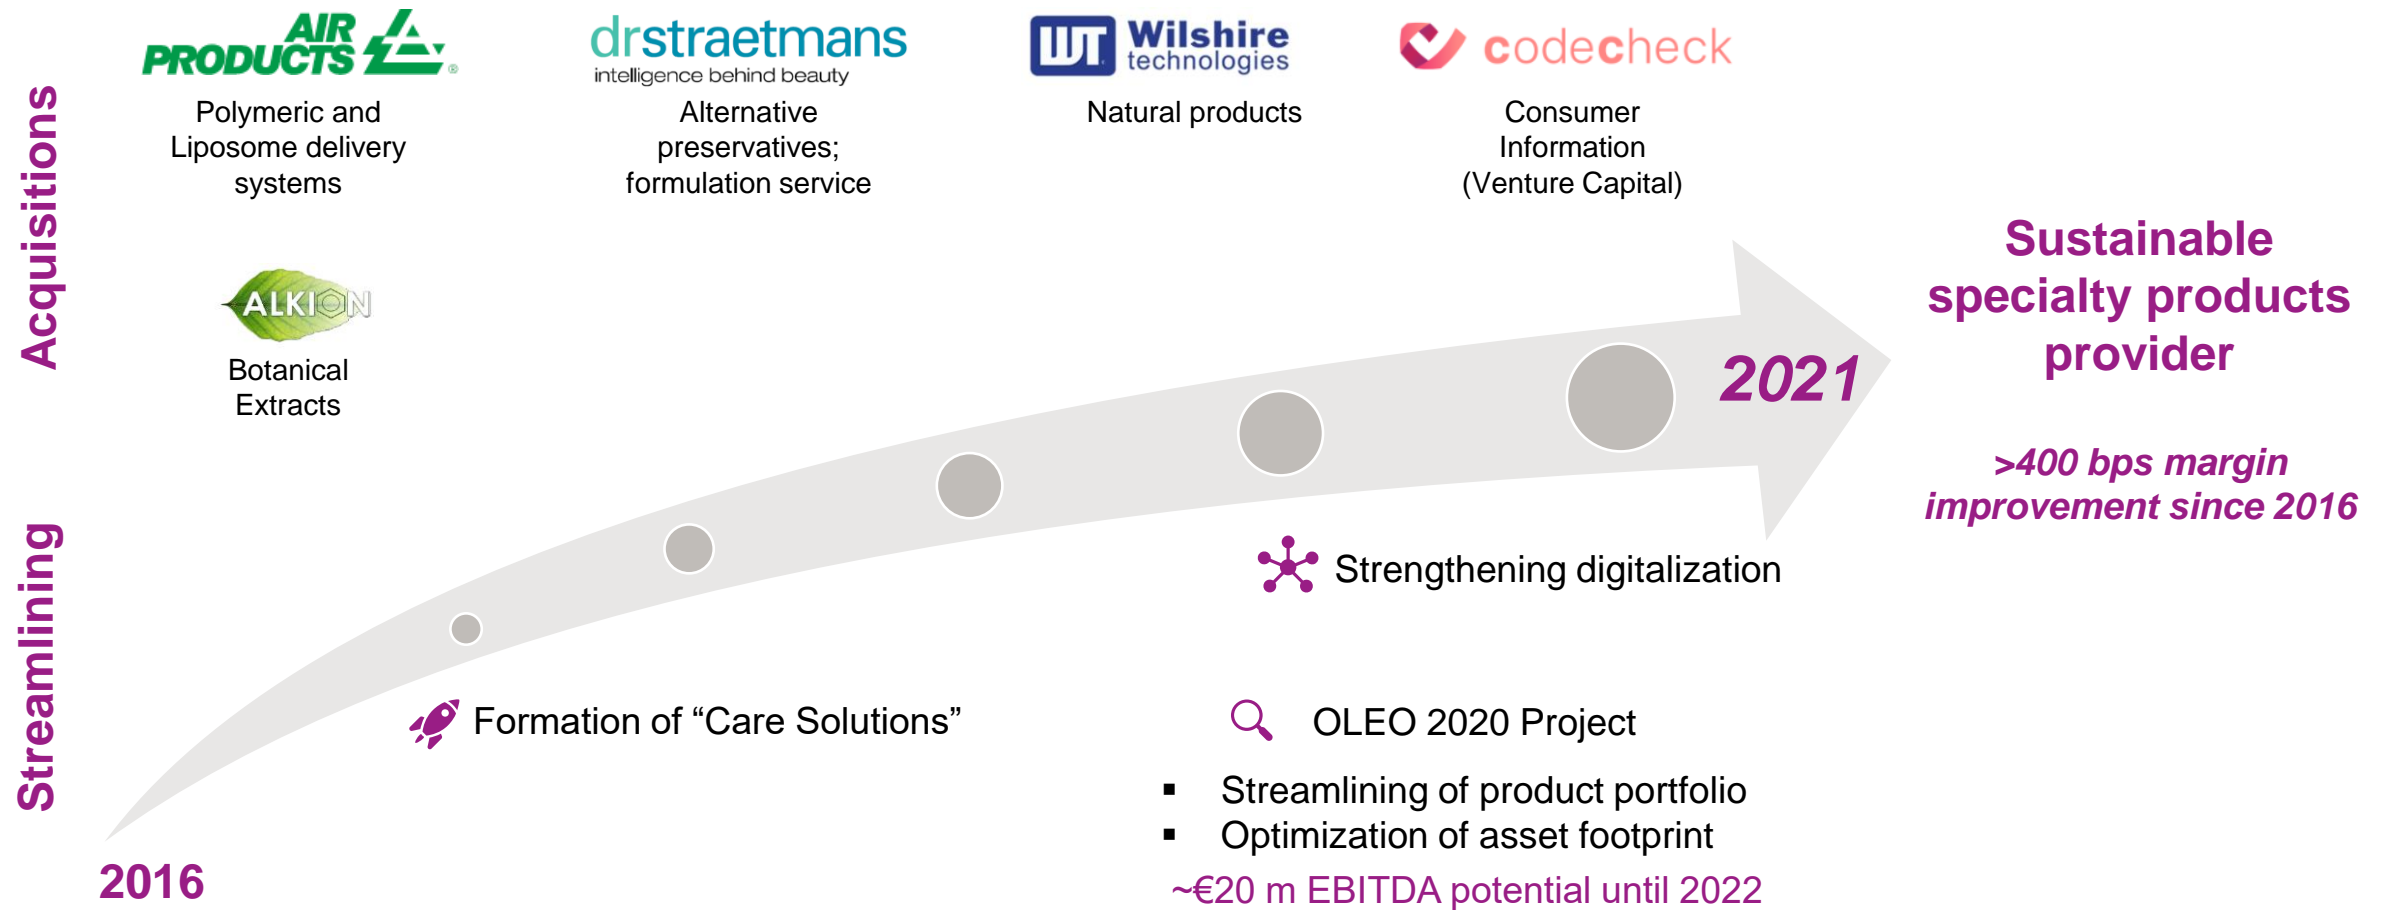 Acquisitions
AIR
PRODUCTS
®
Polymeric and
Liposome delivery
systems
drstraetmans
intelligence behind beauty
Alternative
preservatives;
formulation service
WT
Wilshire
technologies
Natural products
codecheck
Consumer
Information
(Venture Capital)
ALKION
Botanical
Extracts
2021
Sustainable
specialty products
provider
>400 bps margin
improvement since 2016
Streamlining
Strengthening digitalization
Formation of “Care Solutions”
OLEO 2020 Project
▪ Streamlining of product portfolio
▪ Optimization of asset footprint
~€20 m EBITDA potential until 2022
2016